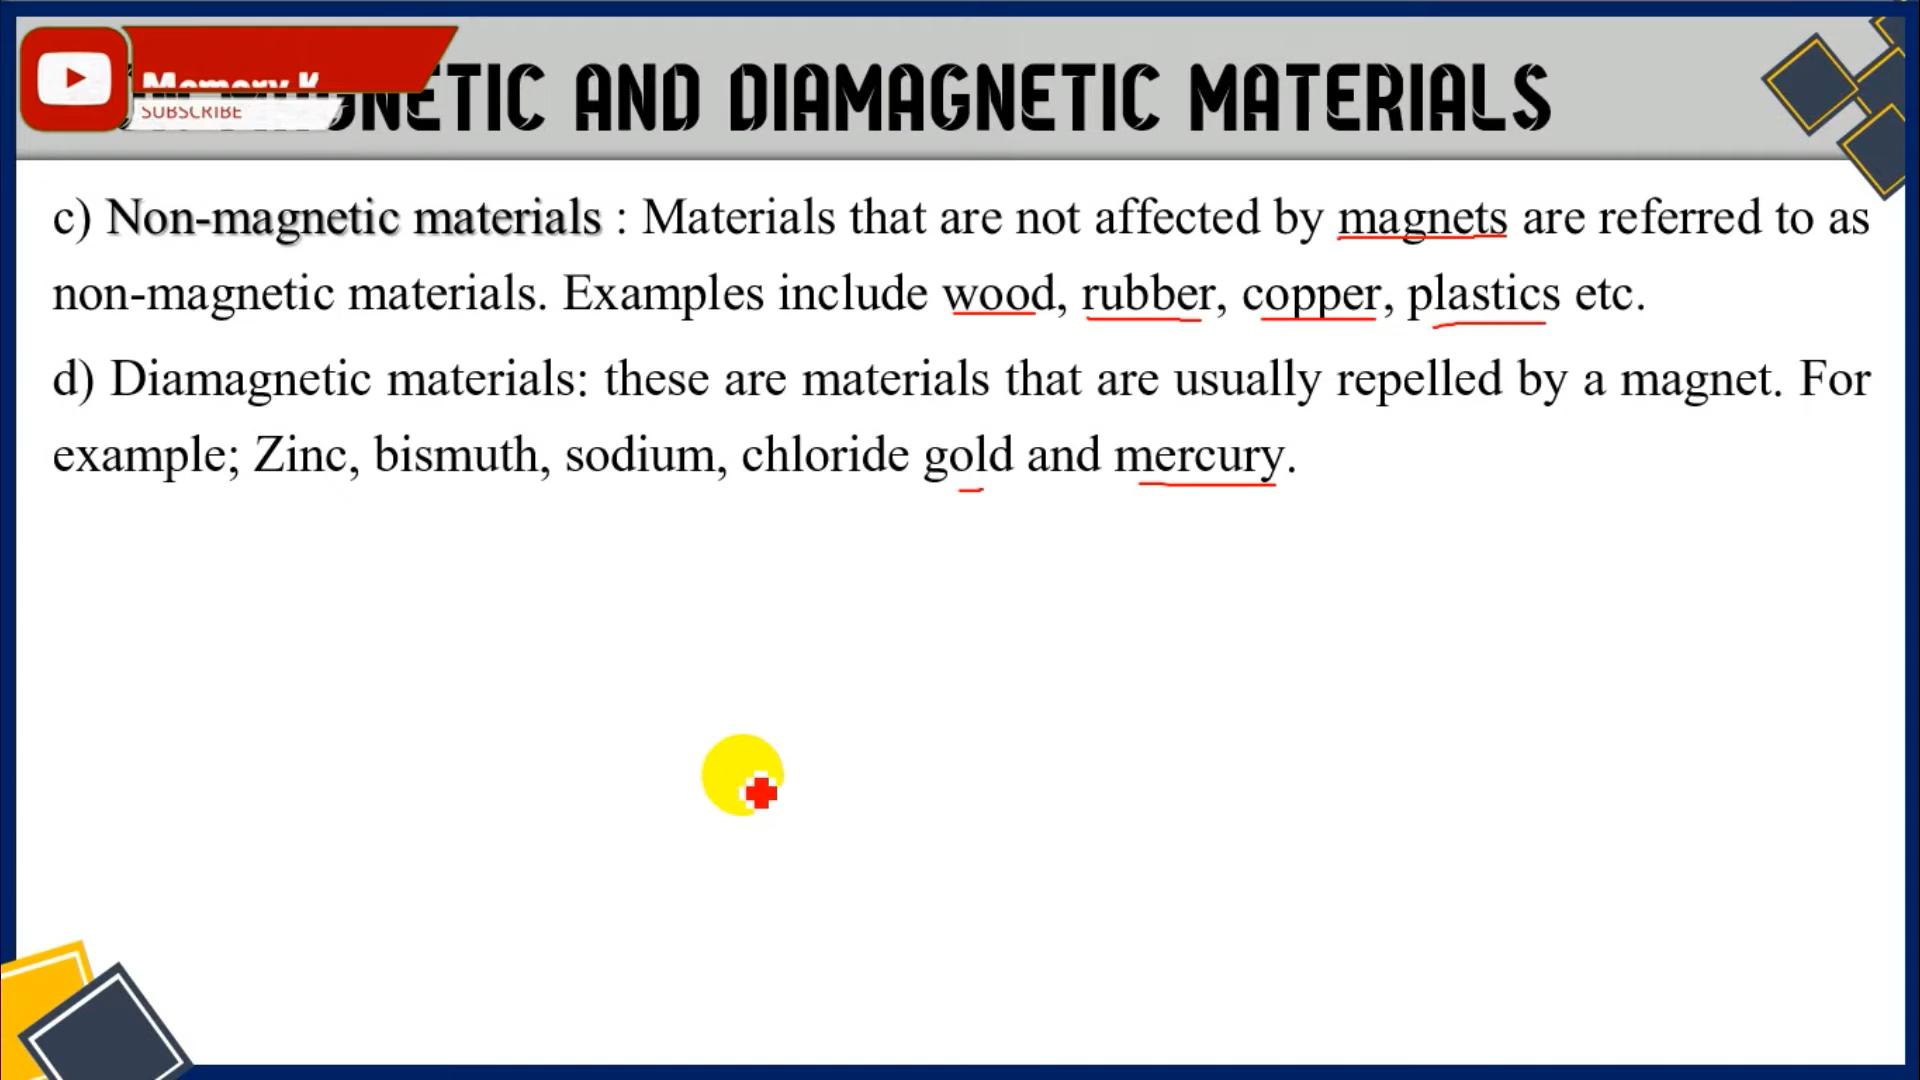 SUBSCRIBE
AND DIAMAGNETIC MATERIALS
c) Non-magnetic materials : Materials that are not affected by magnets are referred to as
non-magnetic materials. Examples include wood, rubber, copper, plastics etc.
d) Diamagnetic materials: these are materials that are usually repelled by a magnet. For
example; Zinc, bismuth, sodium, chloride gold and mercury.